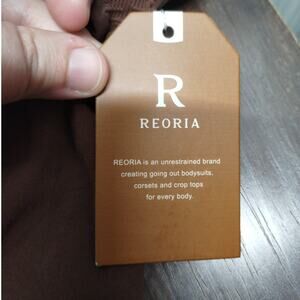 R
REORIA
REORIA is an unrestrained brand
creating going out bodysuits,
corsets and crop tops
for every body.